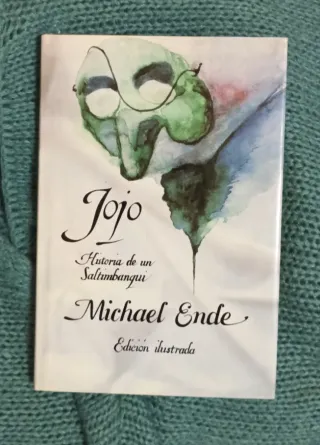 Jojo
Historia de un
Saltimbanqui
Michael Ende
Edición ilustrada